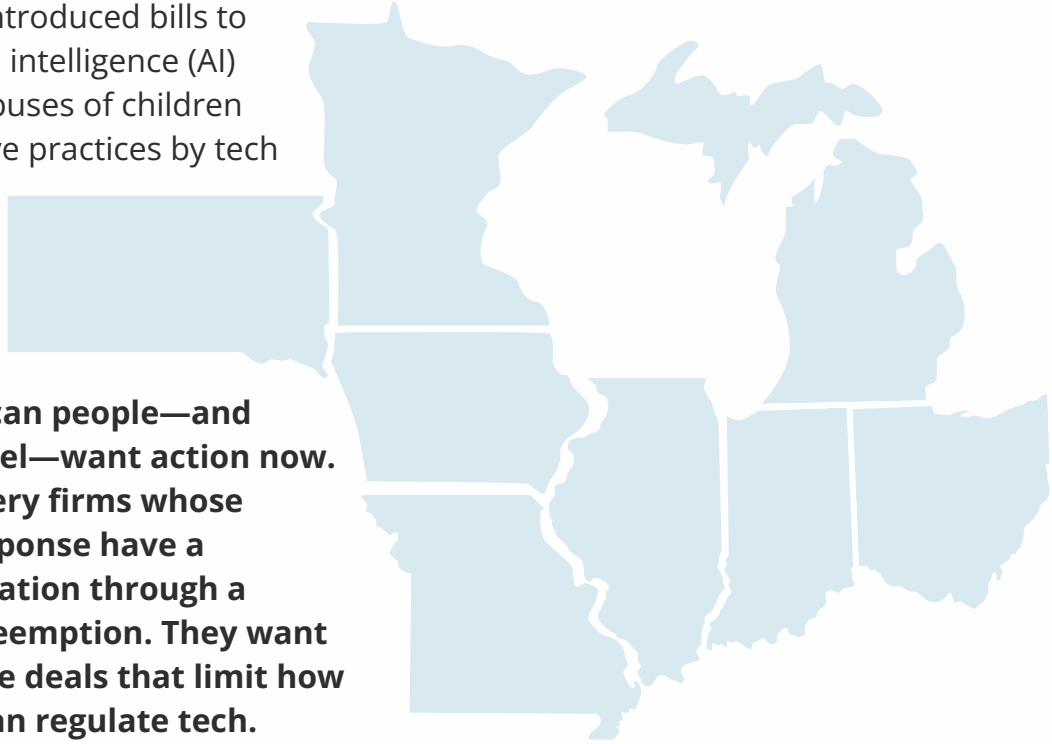 ntroduced bills to
intelligence (AI)
buses of children
ve practices by tech
can people—and
el—want action now.
ery firms whose
ponse have a
ation through a
eemption. They want
e deals that limit how
an regulate tech.